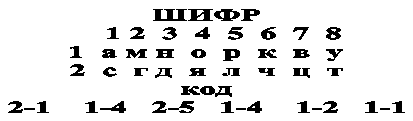 ШИФР
1 2 3 4 5 6 7 8
1 а м н о р к в у
2 с г д я л ч ц т
код
2-1 1-4 2-5 1-4 1-2 1-1